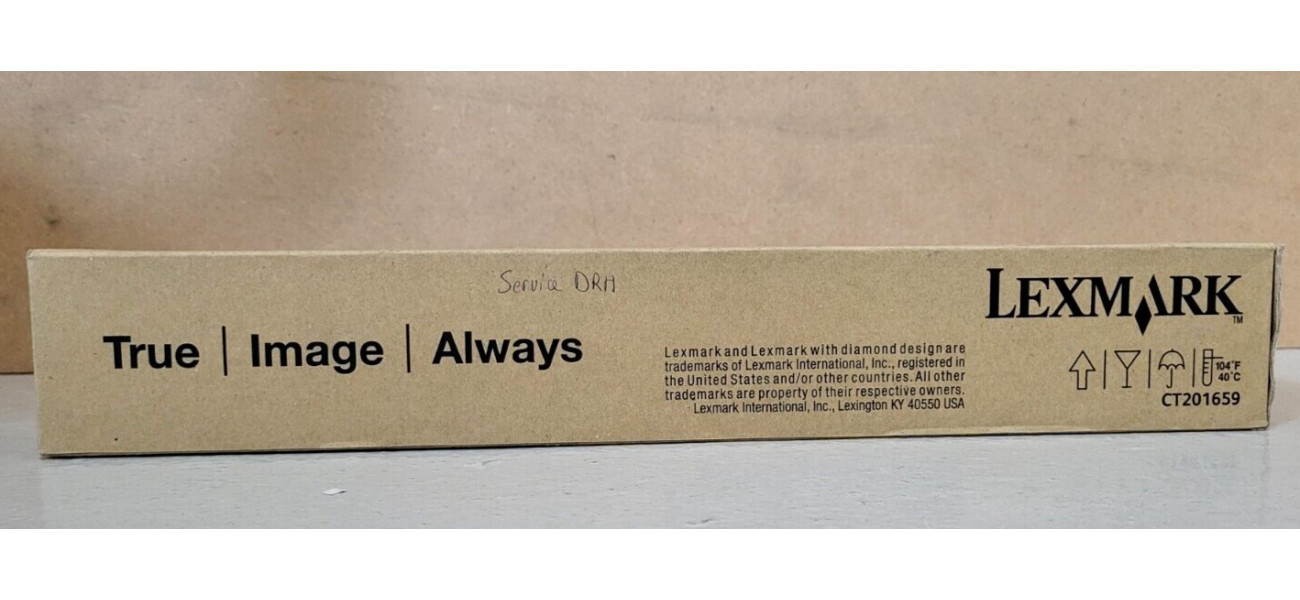 Service DRH
True | Image | Always
LEXMARK™
Lexmark and Lexmark with diamond design are
trademarks of Lexmark International, Inc., registered in
the United States and/or other countries. All other
trademarks are property of their respective owners.
Lexmark International, Inc., Lexington KY 40550 USA
104°F
40°C
CT201659